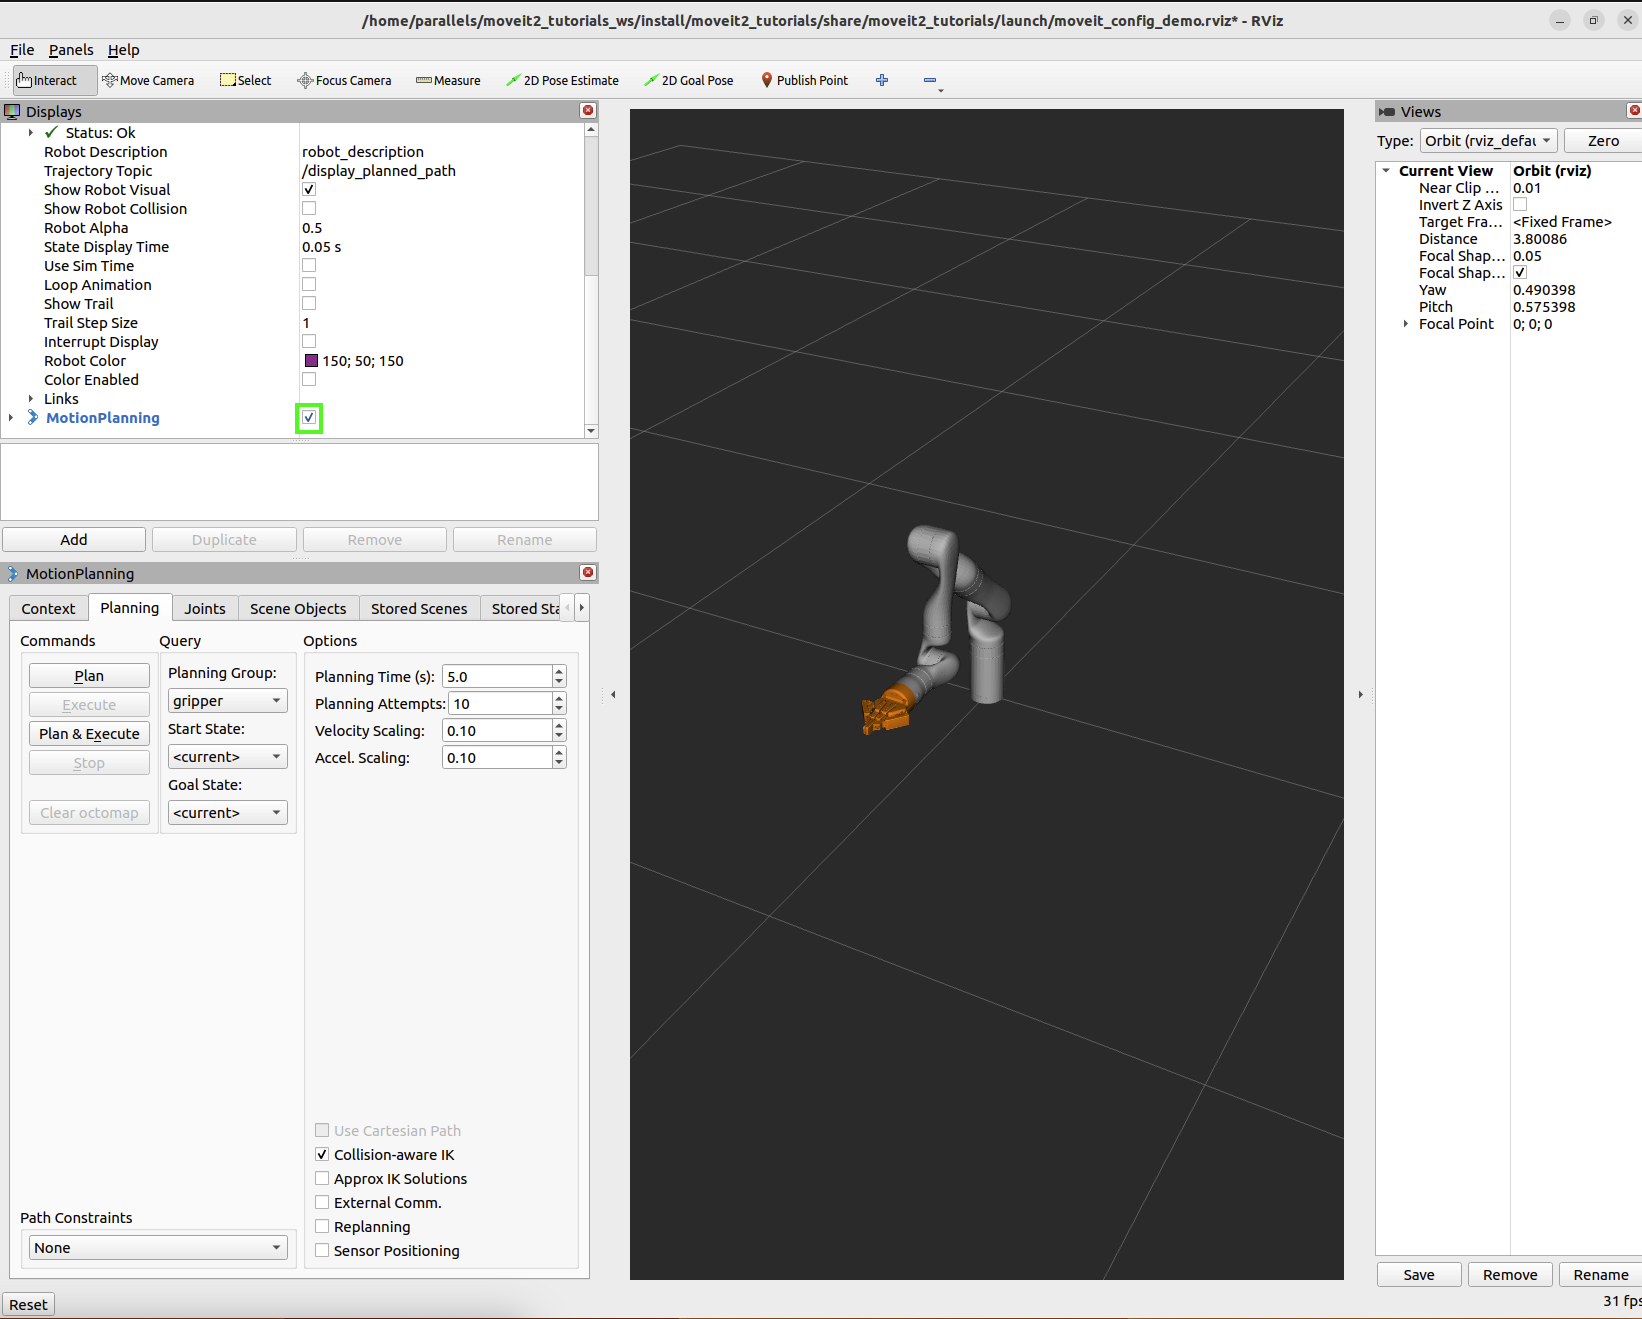 /home/parallels/moveit2_tutorials_ws/install/moveit2_tutorials/share/moveit2_tutorials/launch/moveit_config_demo.rviz* - RViz
File Panels Help
Interact Move Camera Select Focus Camera Measure 2D Pose Estimate 2D Goal Pose Publish Point
Displays
Status: Ok
Robot Description robot_description
Trajectory Topic /display_planned_path
Show Robot Visual
Show Robot Collision
Robot Alpha 0.5
State Display Time 0.05 s
Use Sim Time
Loop Animation
Show Trail
Trail Step Size 1
Interrupt Display
Robot Color 150; 50; 150
Color Enabled
Links
MotionPlanning
Add Duplicate Remove Rename
MotionPlanning
Context Planning Joints Scene Objects Stored Scenes Stored Sta
Commands Query Options
Plan
Execute
Plan & Execute
Stop
Clear octomap
Planning Group:
gripper
Start State:
<current>
Goal State:
<current>
Planning Time (s): 5.0
Planning Attempts: 10
Velocity Scaling: 0.10
Accel. Scaling: 0.10
Use Cartesian Path
Collision-aware IK
Approx IK Solutions
External Comm.
Replanning
Sensor Positioning
Path Constraints
None
Reset
Views
Type: Orbit (rviz_defau Zero
Current View Orbit (rviz)
Near Clip ... 0.01
Invert Z Axis
Target Fra... <Fixed Frame>
Distance 3.80086
Focal Shap... 0.05
Focal Shap...
Yaw 0.490398
Pitch 0.575398
Focal Point 0; 0; 0
Save Remove Rename
31 fps